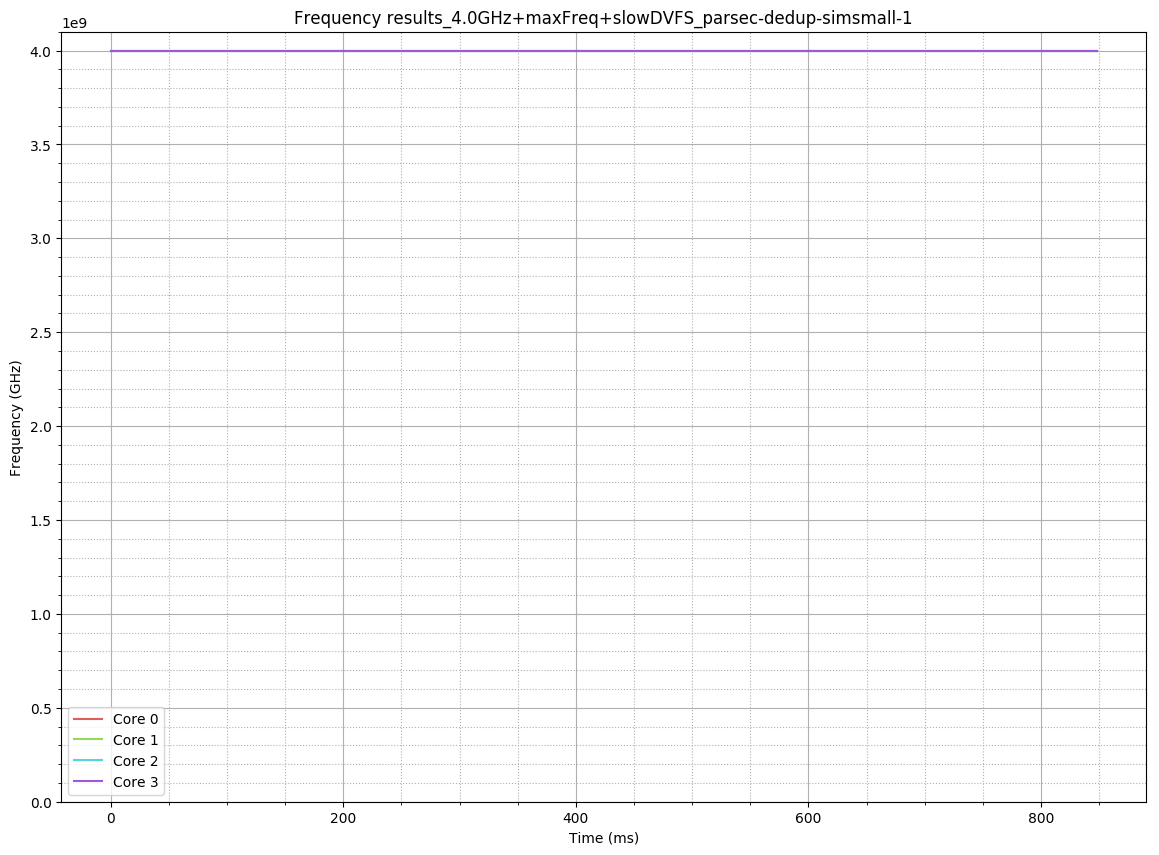 Frequency results_4.0GHz+maxFreq+slowDVFS_parsec-dedup-simsmall-1
1e9
4.0
3.5
3.0
2.5
2.0
1.5
1.0
0.5
0.0
Frequency (GHz)
Core 0
Core 1
Core 2
Core 3
0 200 400 600 800
Time (ms)